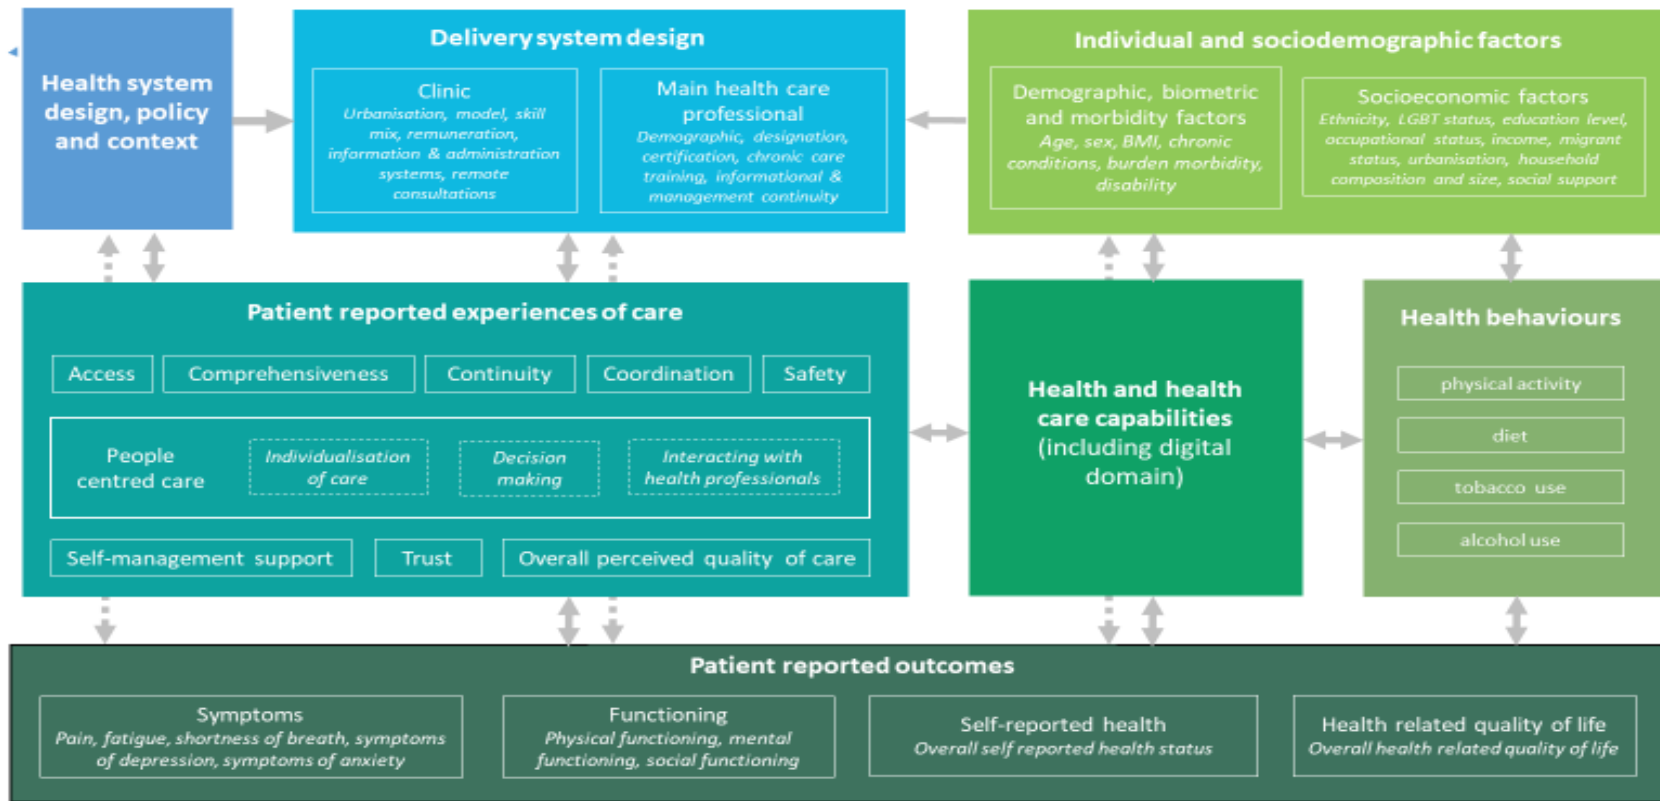 Health system
design, policy
and context
Delivery system design
Clinic
Urbanisation, model, skill
mix, remuneration,
information & administration
systems, remote
consultations
Main health care
professional
Demographic, designation,
certification, chronic care
training, informational &
management continuity
Individual and sociodemographic factors
Demographic, biometric
and morbidity factors
Age, sex, BMI, chronic
conditions, burden morbidity,
disability
Socioeconomic factors
Ethnicity, LGBT status, education level,
occupational status, income, migrant
status, urbanisation, household
composition and size, social support
Patient reported experiences of care
Access
Comprehensiveness
Continuity
Coordination
Safety
People
centred care
Individualisation
of care
Decision
making
Interacting with
health professionals
Self-management support
Trust
Overall perceived quality of care
Health and health
care capabilities
(including digital
domain)
Health behaviours
physical activity
diet
tobacco use
alcohol use
Patient reported outcomes
Symptoms
Pain, fatigue, shortness of breath, symptoms
of depression, symptoms of anxiety
Functioning
Physical functioning, mental
functioning, social functioning
Self-reported health
Overall self reported health status
Health related quality of life
Overall health related quality of life